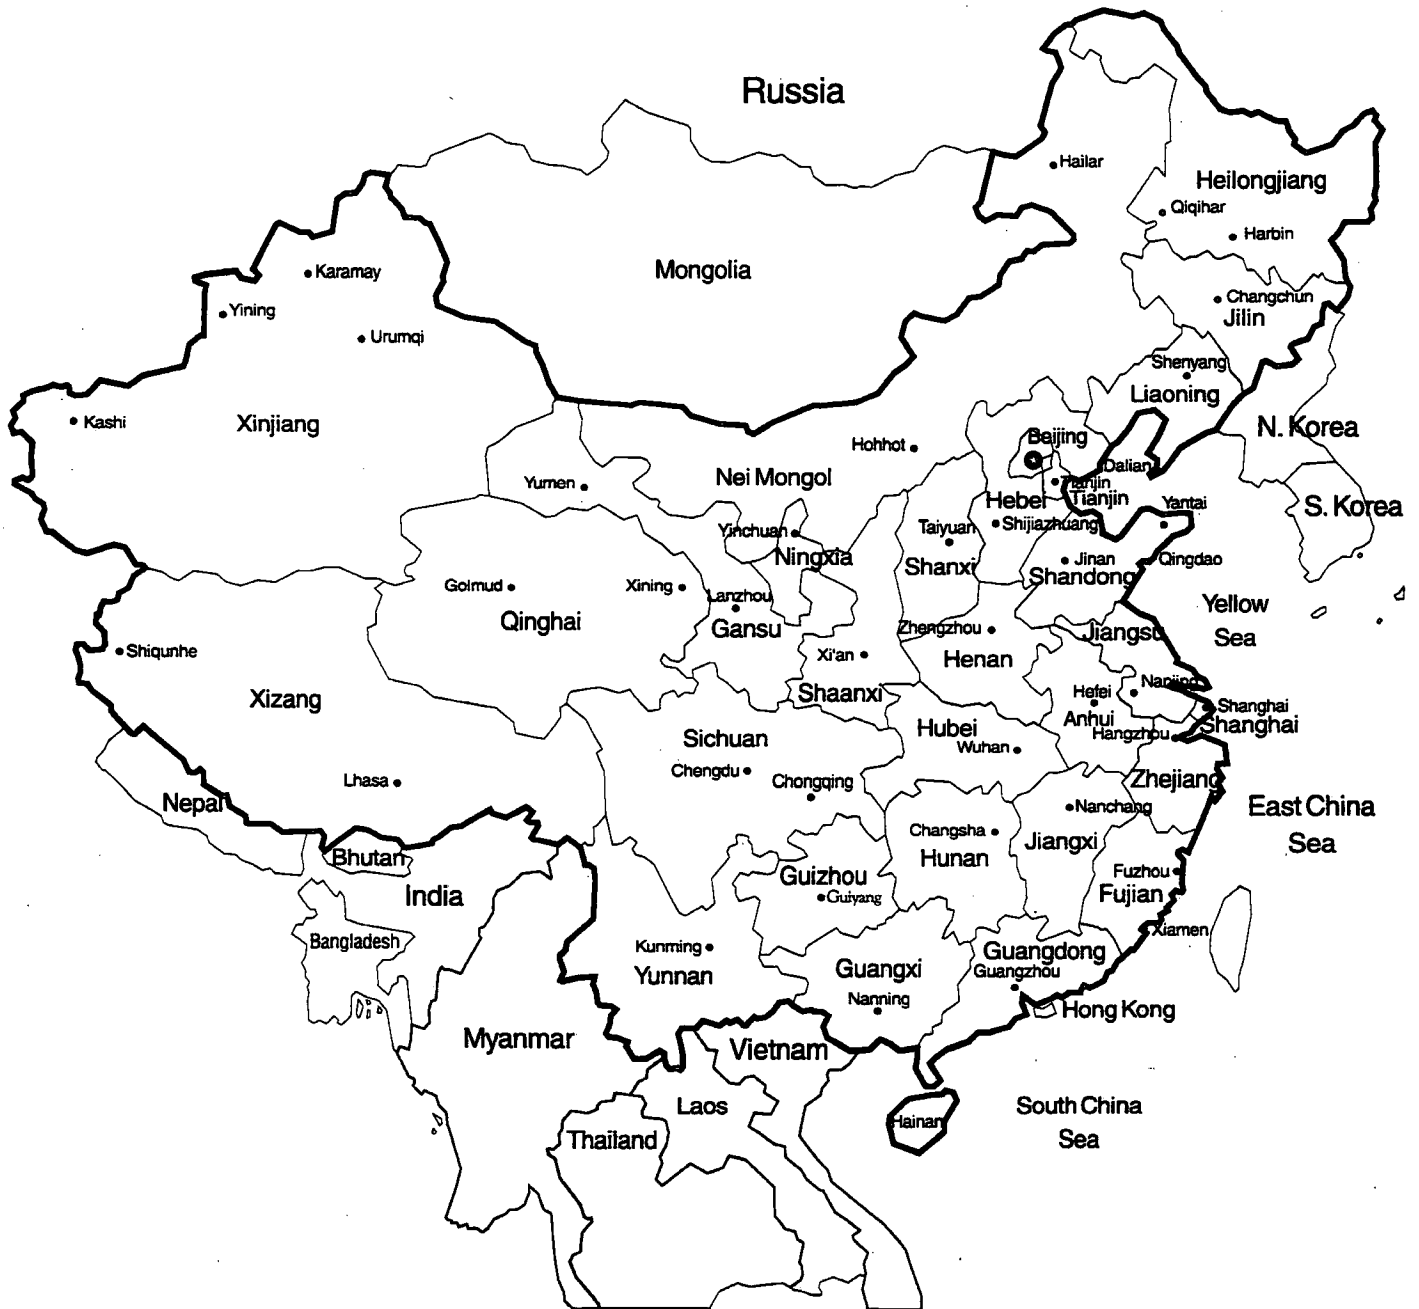 Russia
Hailar
Heilongjiang
Qiqihar
Harbin
Mongolia
Karamay
Changchun
Yining
Jilin
Urumqi
Shenyang
Liaoning
Kashi
Xinjiang
N. Korea
Beijing
Hohhot
Dalian
Nei Mongol
Yumen
Tianjin
Hebei
Tianjin
Yantai
S. Korea
Taiyuan
Shijiazhuang
Yinchuan
Ningxia
Jinan
Qingdao
Shanxi
Shandong
Golmud
Xining
Lanzhou
Yellow
Sea
Qinghai
Gansu
Zhengzhou
Jiangsu
Shiqunhe
Xi'an
Henan
Nanjing
Hefei
Xizang
Shaanxi
Shanghai
Anhui
Shanghai
Sichuan
Hubei
Hangzhou
Wuhan
Chengdu
Chongqing
Zhejiang
Lhasa
Nepal
Nanchang
East China
Sea
Changsha
Jiangxi
Bhutan
Hunan
Guizhou
Fuzhou
India
Guiyang
Fujian
Xiamen
Bangladesh
Kunming
Guangdong
Yunnan
Guangxi
Guangzhou
Nanning
Hong Kong
Myanmar
Vietnam
Laos
South China
Sea
Hainan
Thailand